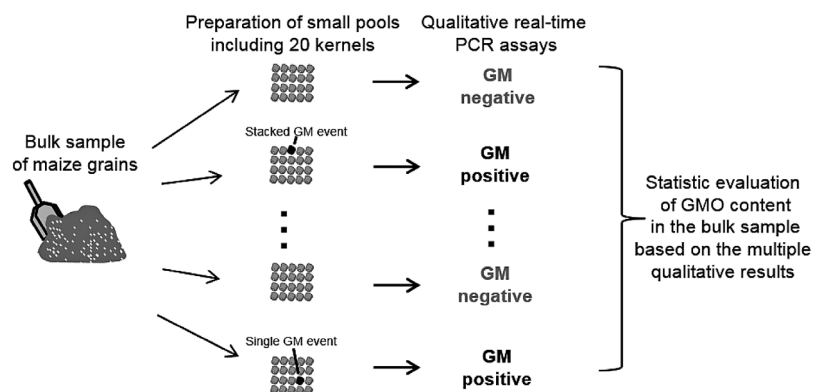 Preparation of small pools
including 20 kernels
Qualitative real-time
PCR assays
Bulk sample
of maize grains
GM
negative
Stacked GM event
GM
positive
GM
negative
Single GM event
GM
positive
Statistic evaluation
of GMO content
in the bulk sample
based on the multiple
qualitative results